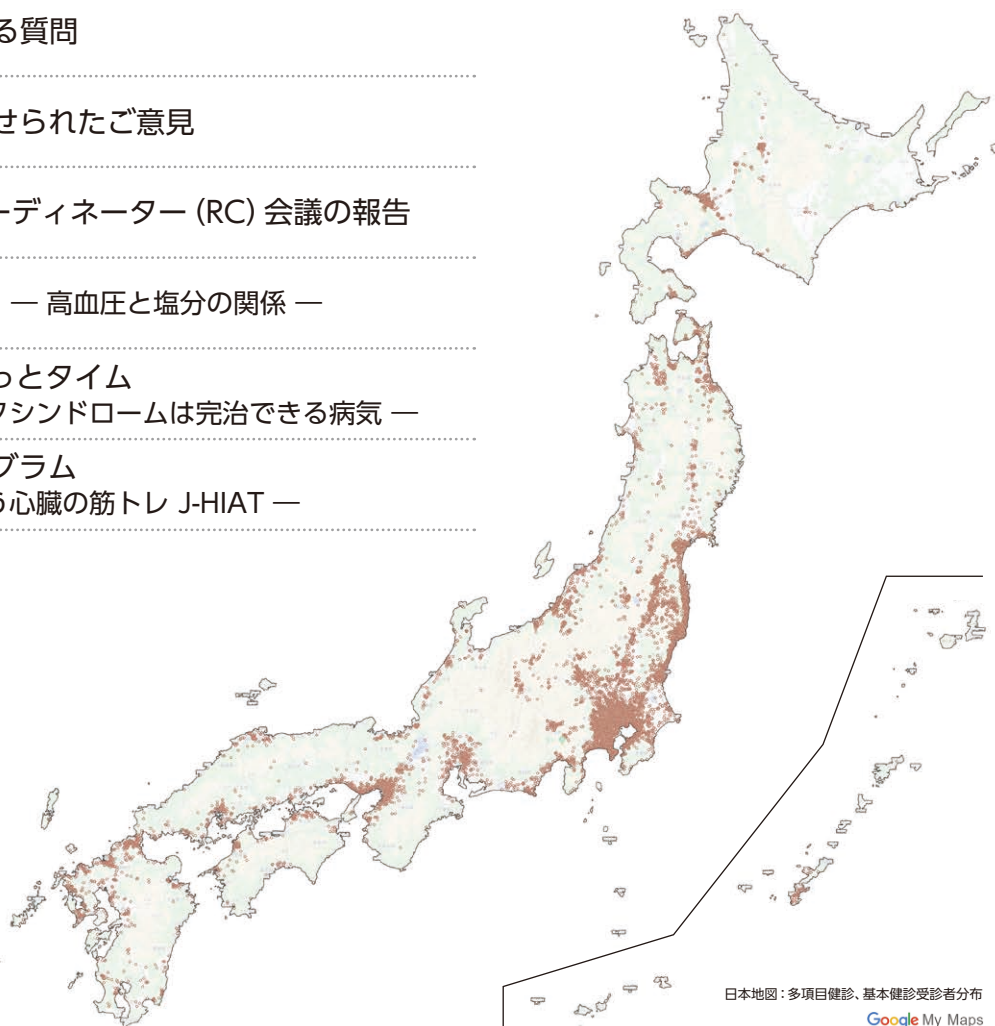 る質問
せられたご意見
ーディネーター (RC) 会議の報告
― 高血圧と塩分の関係 ―
っとタイム
クシンドロームは完治できる病気 ―
グラム
う心臓の筋トレ J-HIAT ―
日本地図：多項目健診、基本健診受診者分布
Google My Maps